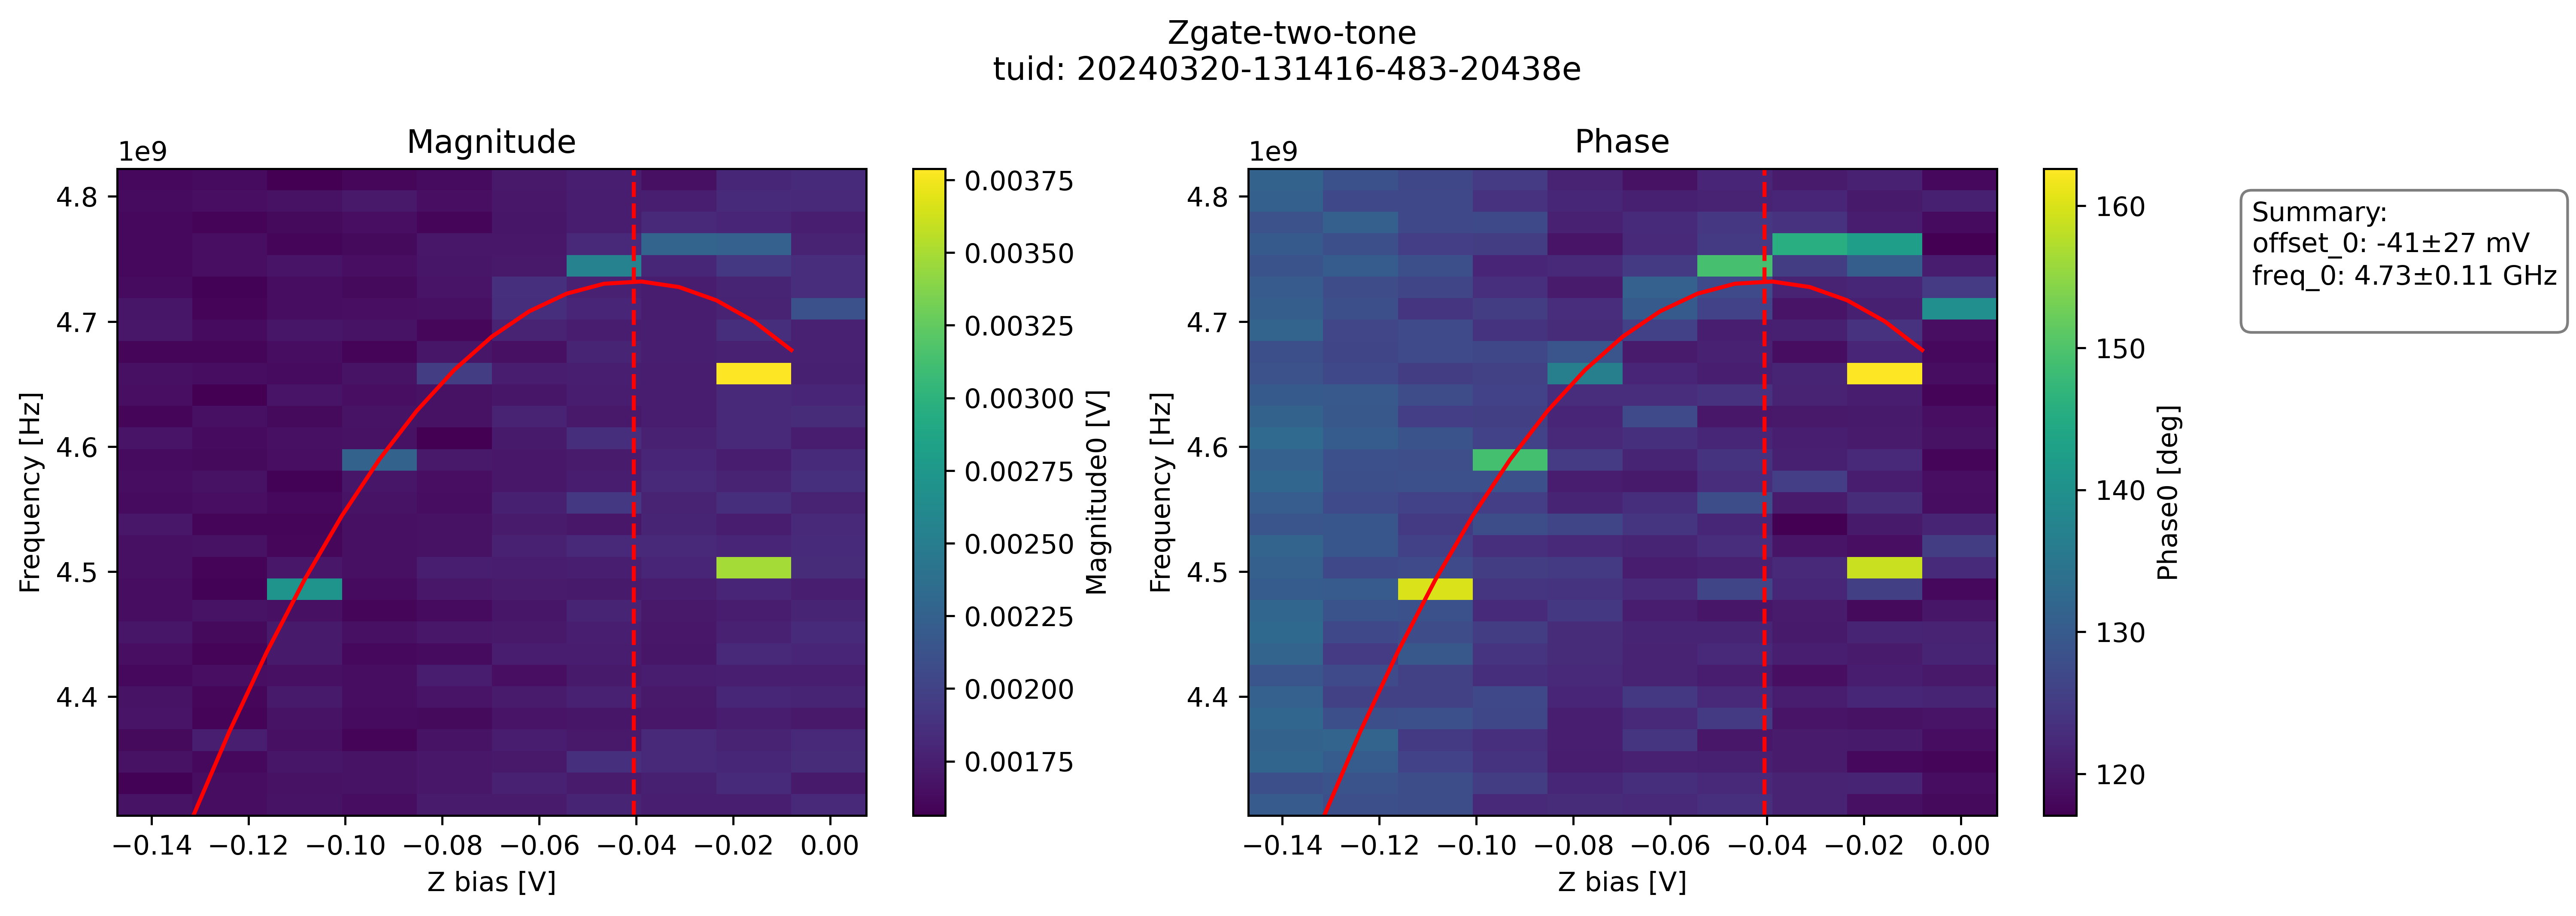 Zgate-two-tone
tuid: 20240320-131416-483-20438e
Magnitude
1e9
4.8
4.7
4.6
4.5
4.4
Frequency [Hz]
−0.14 −0.12 −0.10 −0.08 −0.06 −0.04 −0.02 0.00
Z bias [V]
0.00375
0.00350
0.00325
0.00300
0.00275
0.00250
0.00225
0.00200
0.00175
Magnitude0 [V]
Phase
1e9
4.8
4.7
4.6
4.5
4.4
Frequency [Hz]
−0.14 −0.12 −0.10 −0.08 −0.06 −0.04 −0.02 0.00
Z bias [V]
160
150
140
130
120
Phase0 [deg]
Summary:
offset_0: -41±27 mV
freq_0: 4.73±0.11 GHz